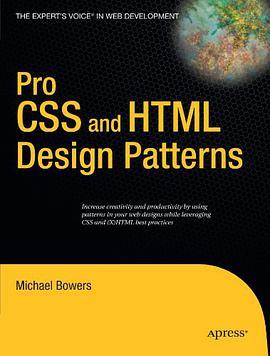 THE EXPERT'S VOICE® IN WEB DEVELOPMENT
Pro
CSS and HTML
Design Patterns
Increase creativity and productivity by using
patterns in your web designs while leveraging
CSS and (X)HTML best practices
Michael Bowers
Apress®